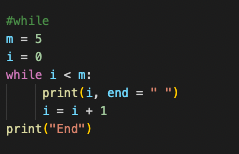 #while
m = 5
i = 0
while i < m:
    print(i, end = " ")
    i = i + 1
print("End")